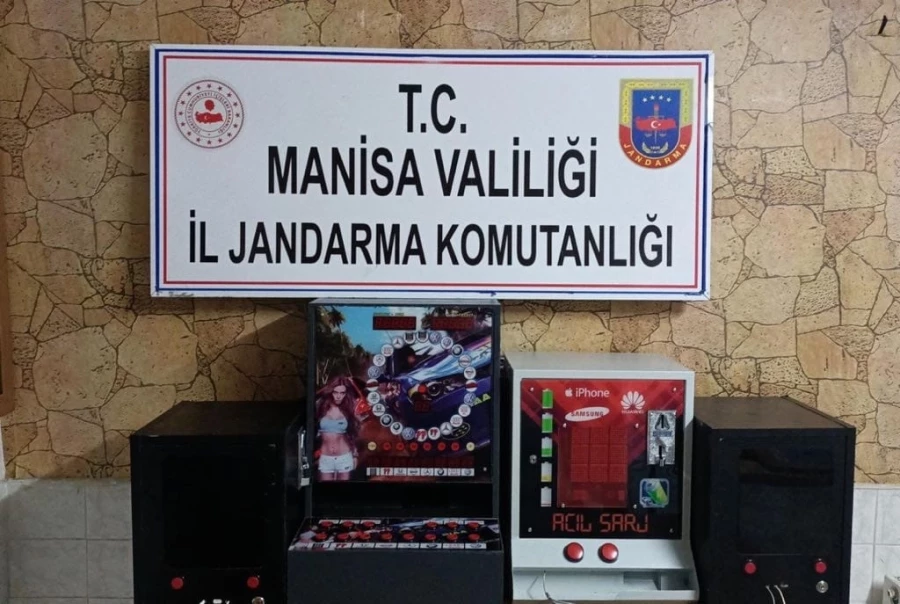 T.C.
MANİSA VALİLİĞİ
İL JANDARMA KOMUTANLIĞI
JANDARMA
iPhone
SAMSUNG
HUAWEI
ACIL SARJ